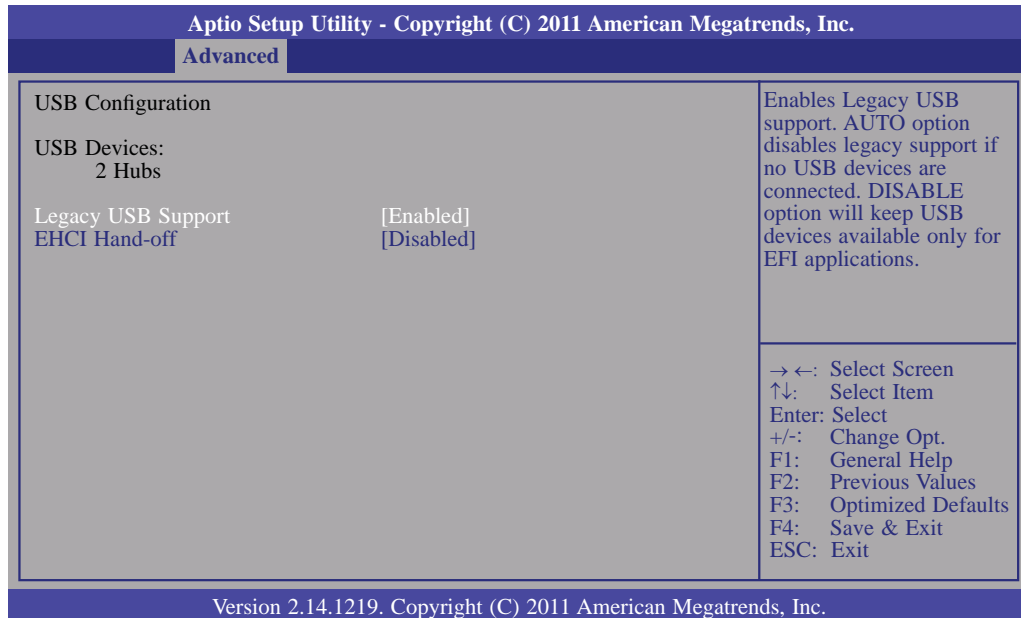 Aptio Setup Utility - Copyright (C) 2011 American Megatrends, Inc.
Advanced
USB Configuration
USB Devices:
2 Hubs
Legacy USB Support [Enabled]
EHCI Hand-off [Disabled]
Enables Legacy USB
support. AUTO option
disables legacy support if
no USB devices are
connected. DISABLE
option will keep USB
devices available only for
EFI applications.
→ ←: Select Screen
↑↓: Select Item
Enter: Select
+/-: Change Opt.
F1: General Help
F2: Previous Values
F3: Optimized Defaults
F4: Save & Exit
ESC: Exit
Version 2.14.1219. Copyright (C) 2011 American Megatrends, Inc.